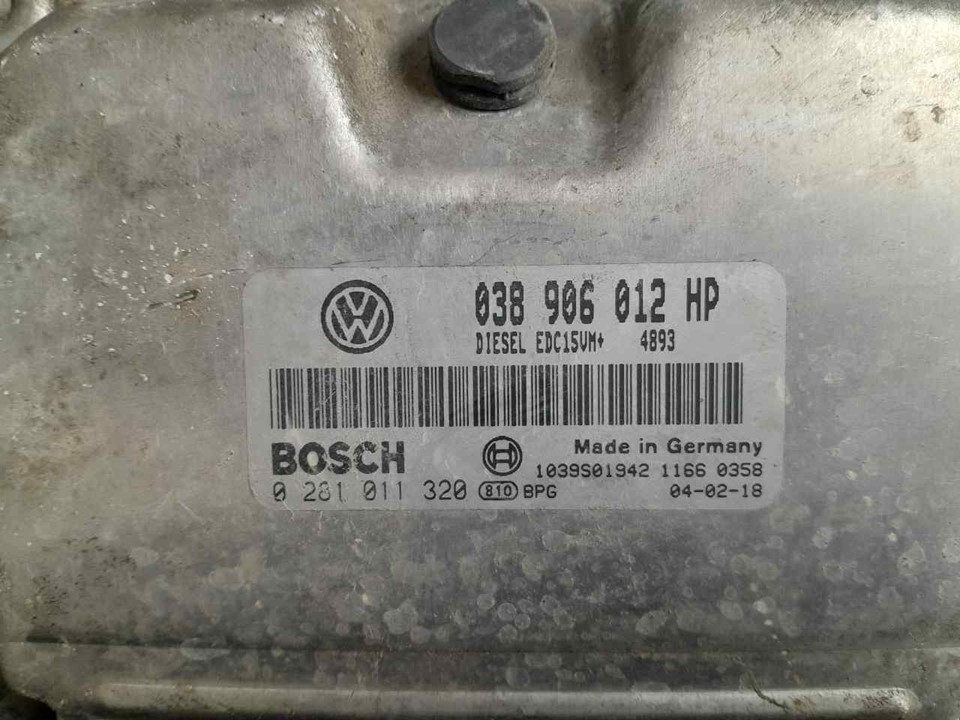 038 906 012 HP
DIESEL EDC15VM+ 4893
BOSCH
Made in Germany
1039S01942 1166 0358
0 281 011 320 810 BPG 04-02-18